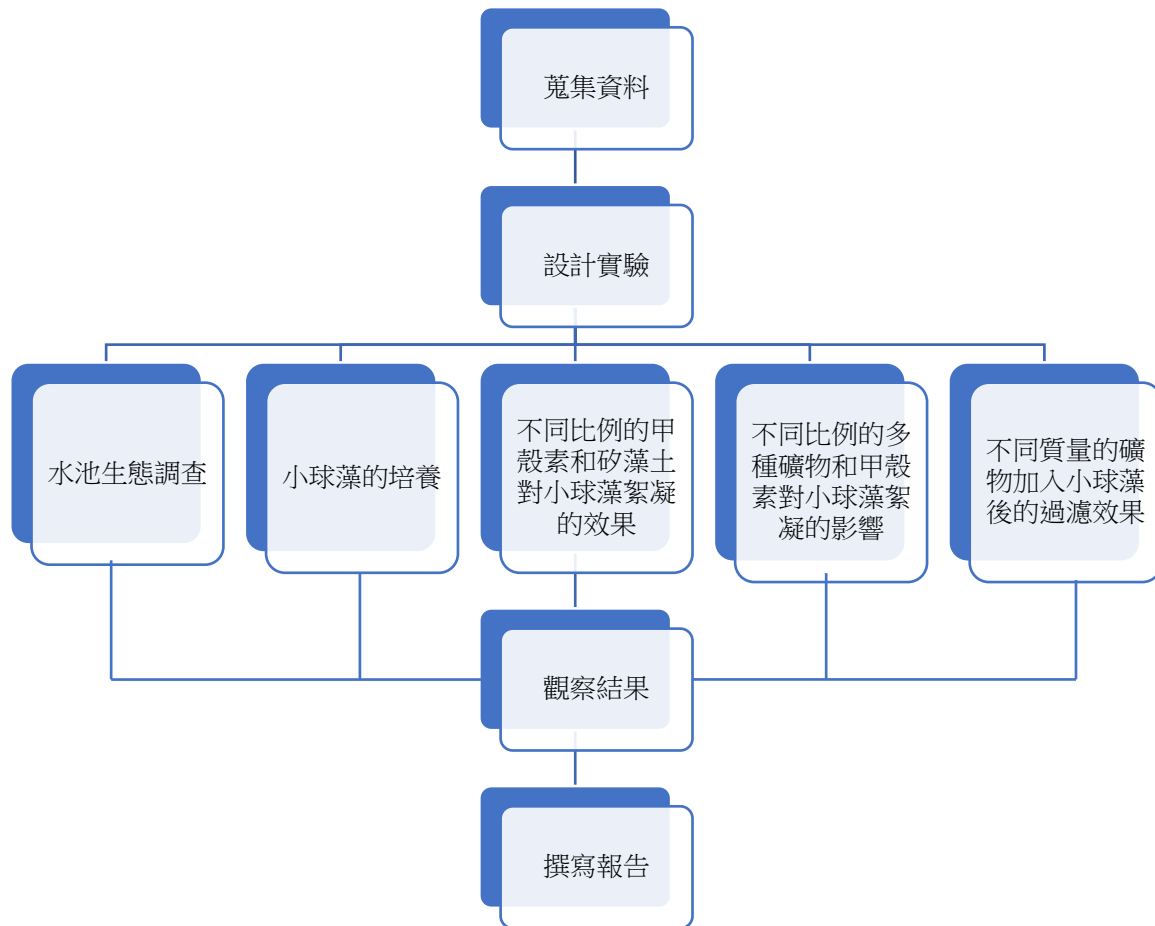 蒐集資料
設計實驗
水池生態調查
小球藻的培養
不同比例的甲
殼素和矽藻土
對小球藻絮凝
的效果
不同比例的多
種礦物和甲殼
素對小球藻絮
凝的影響
不同質量的礦
物加入小球藻
後的過濾效果
觀察結果
撰寫報告